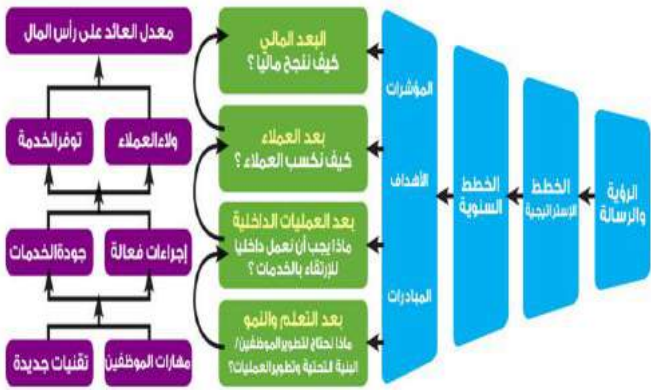 الرؤية
والرسالة
الخطط
الإستراتيجية
الخطط
السنوية
المؤشرات
الأهداف
المبادرات
البعد المالي
كيف ننجح ماليا ؟
بعد العملاء
كيف نكسب العملاء ؟
بعد العمليات الداخلية
ماذا يجب أن نعمل داخليا
للإرتقاء بالخدمات ؟
بعد التعلم والنمو
ماذا نحتاج لتطوير الموظفين/
البنية التحتية وتطوير العمليات؟
معدل العائد على رأس المال
ولاء العملاء
توفر الخدمة
إجراءات فعالة
جودة الخدمات
مهارات الموظفين
تقنيات جديدة